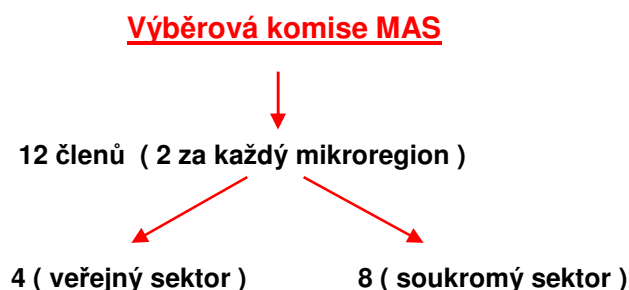 Výběrová komise MAS
12 členů ( 2 za každý mikroregion )
4 ( veřejný sektor ) 8 ( soukromý sektor )